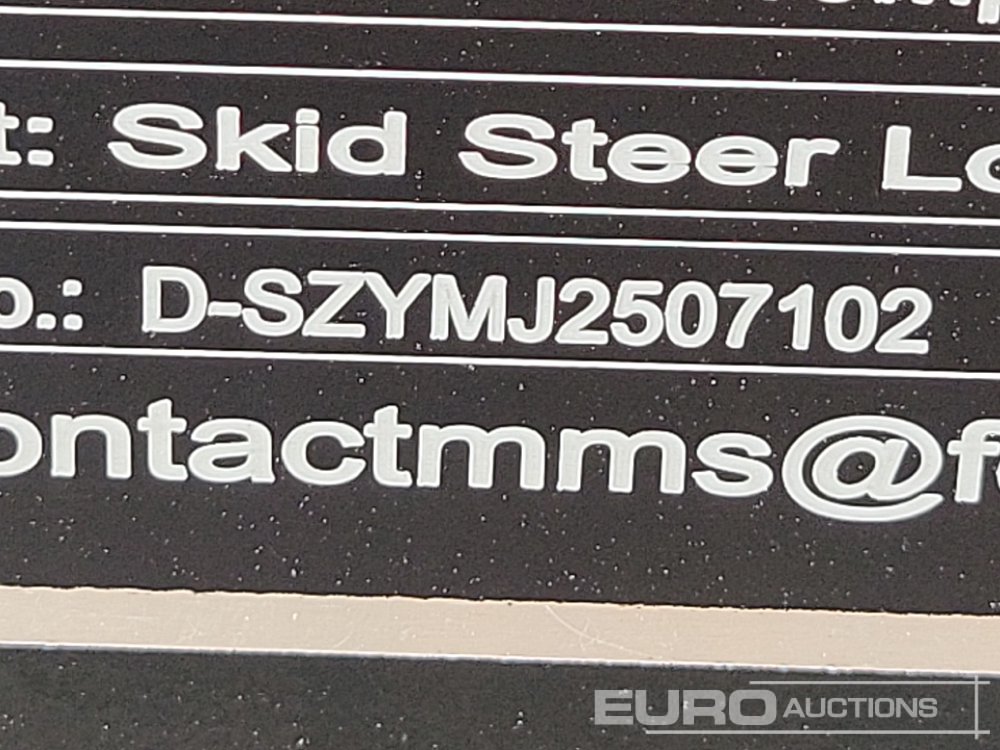 t: Skid Steer Lo
o.: D-SZYMJ2507102
ontactmms@f
EURO AUCTIONS